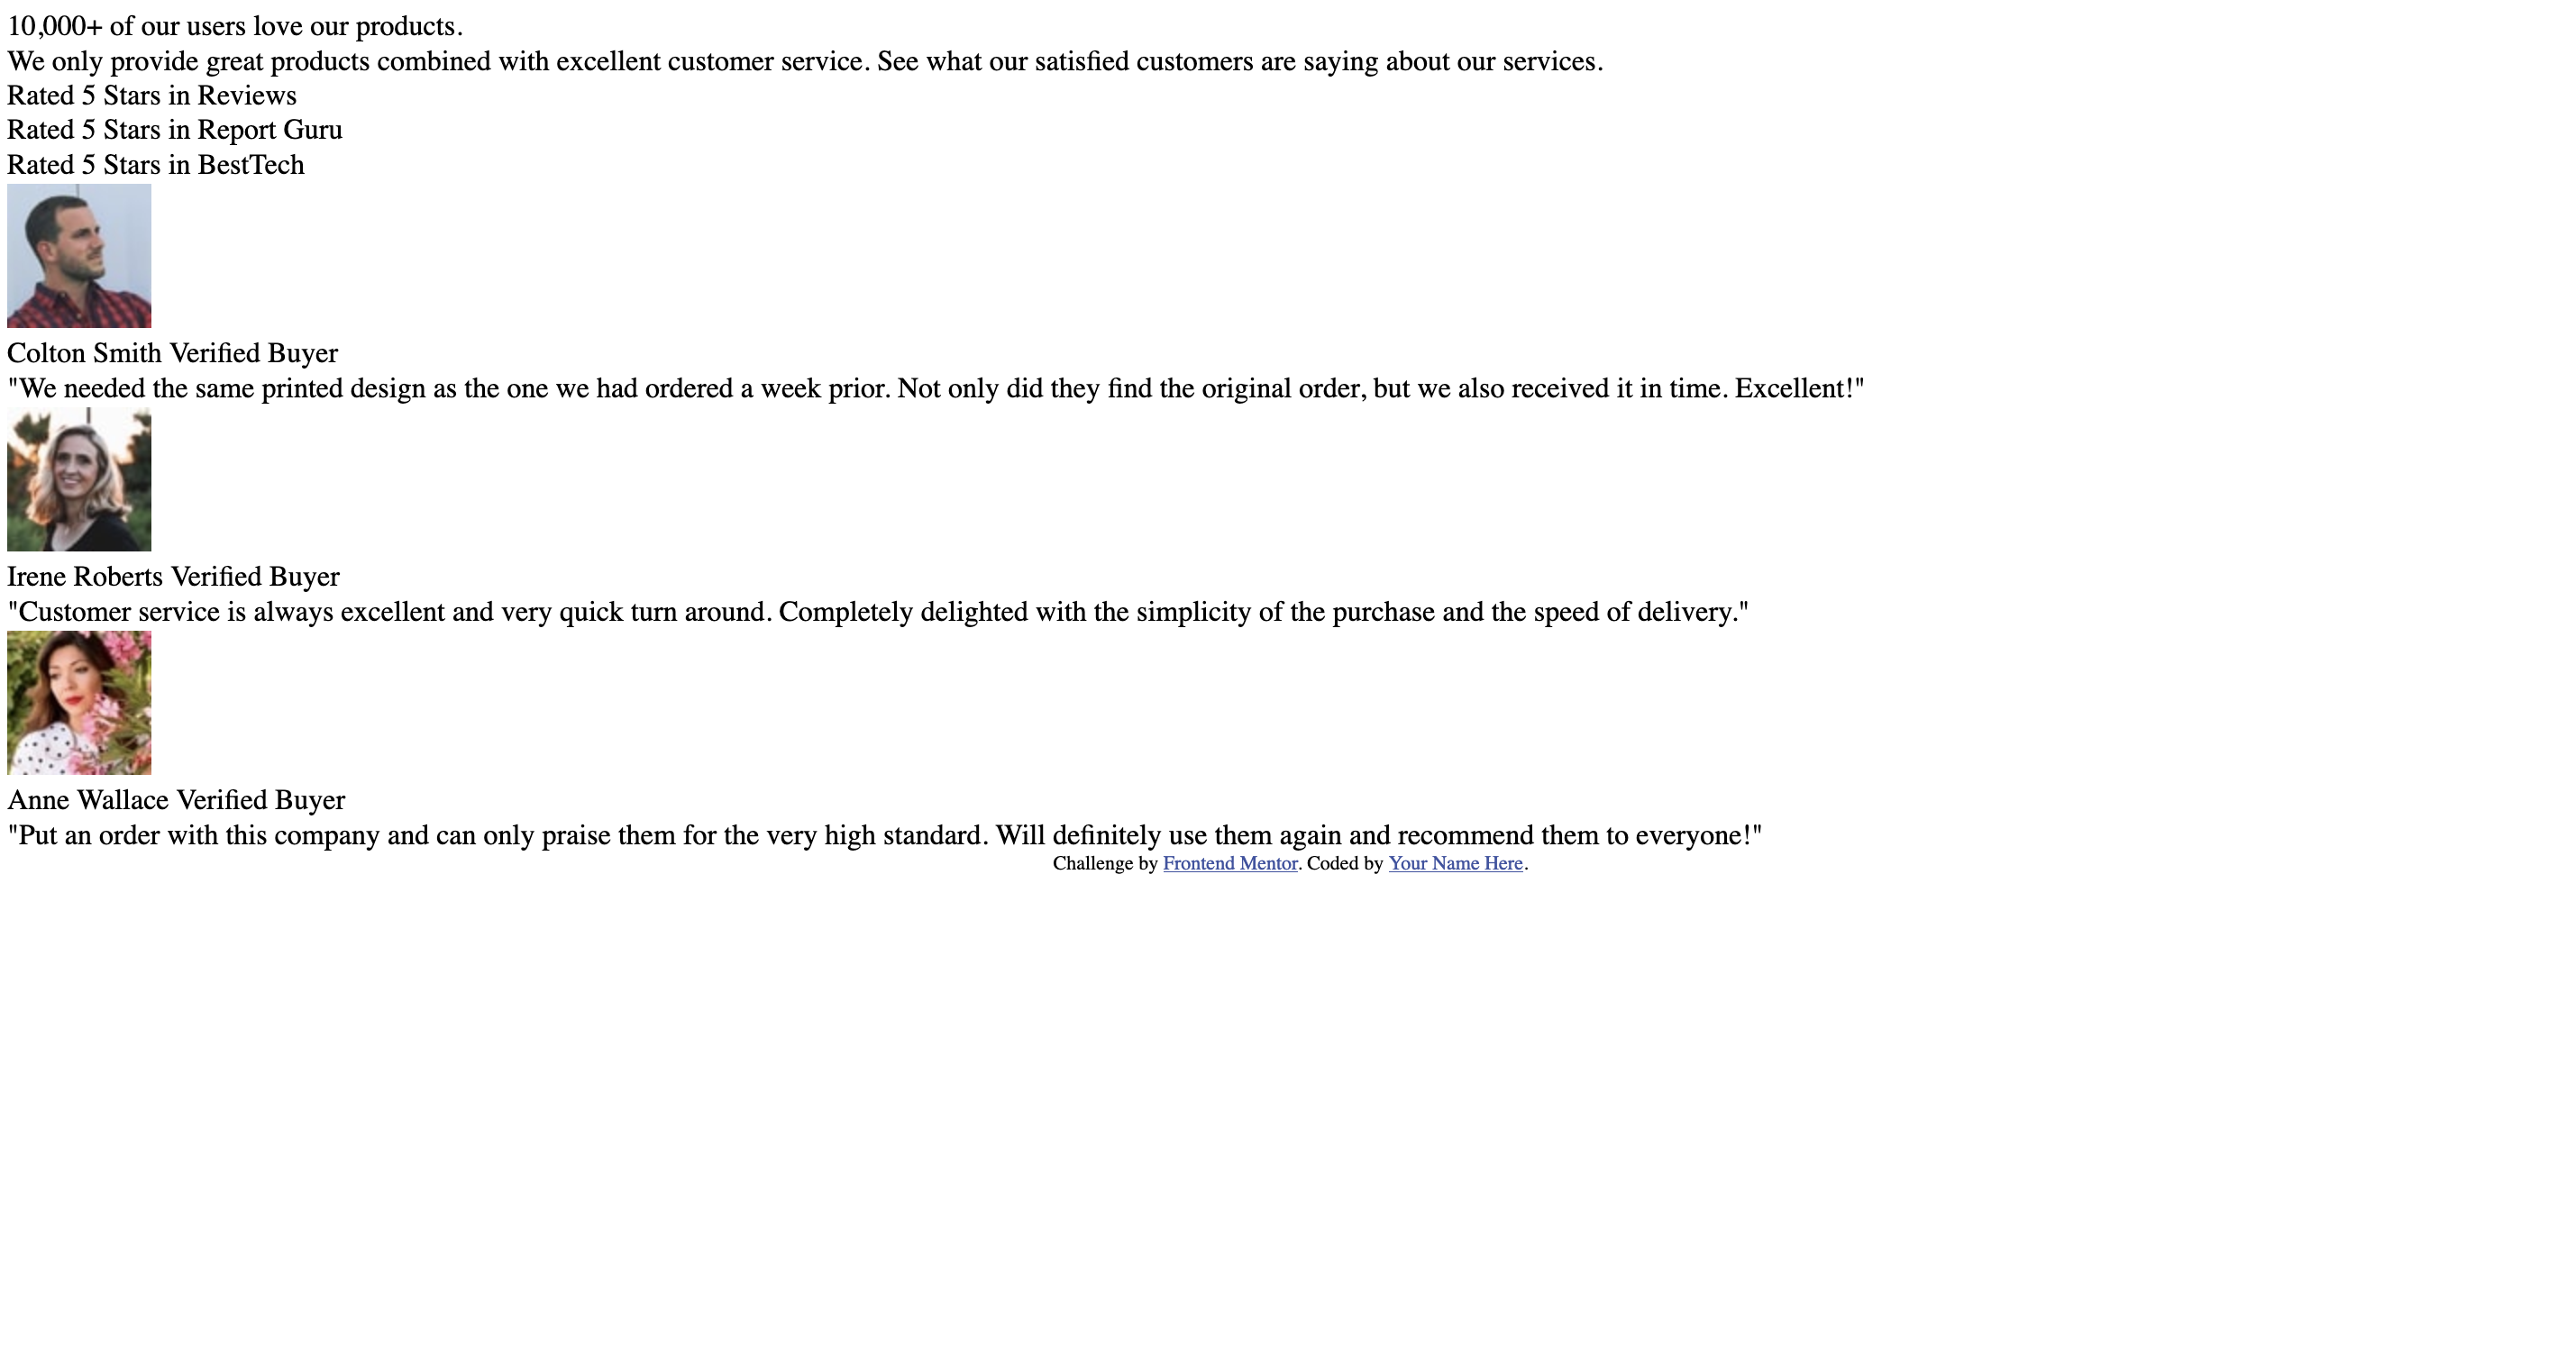 10,000+ of our users love our products.
We only provide great products combined with excellent customer service. See what our satisfied customers are saying about our services.
Rated 5 Stars in Reviews
Rated 5 Stars in Report Guru
Rated 5 Stars in BestTech
Colton Smith Verified Buyer
"We needed the same printed design as the one we had ordered a week prior. Not only did they find the original order, but we also received it in time. Excellent!"
Irene Roberts Verified Buyer
"Customer service is always excellent and very quick turn around. Completely delighted with the simplicity of the purchase and the speed of delivery."
Anne Wallace Verified Buyer
"Put an order with this company and can only praise them for the very high standard. Will definitely use them again and recommend them to everyone!"
Challenge by Frontend Mentor. Coded by Your Name Here.